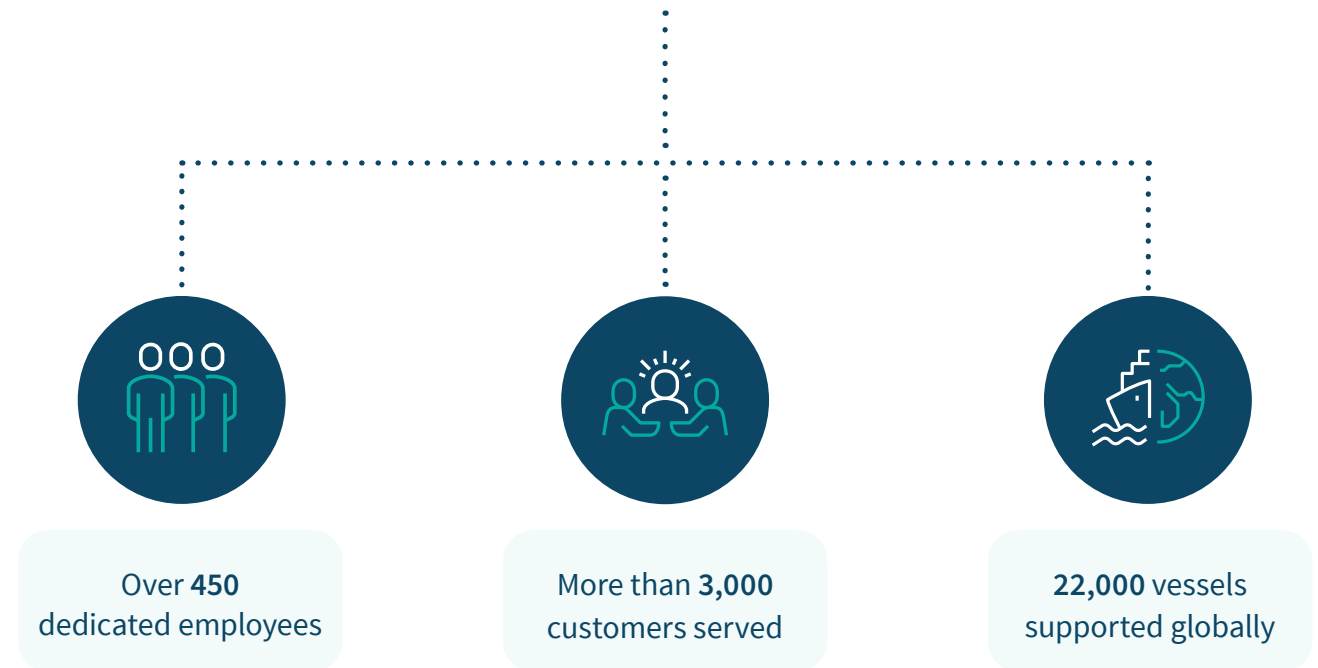 Over 450
dedicated employees
More than 3,000
customers served
22,000 vessels
supported globally